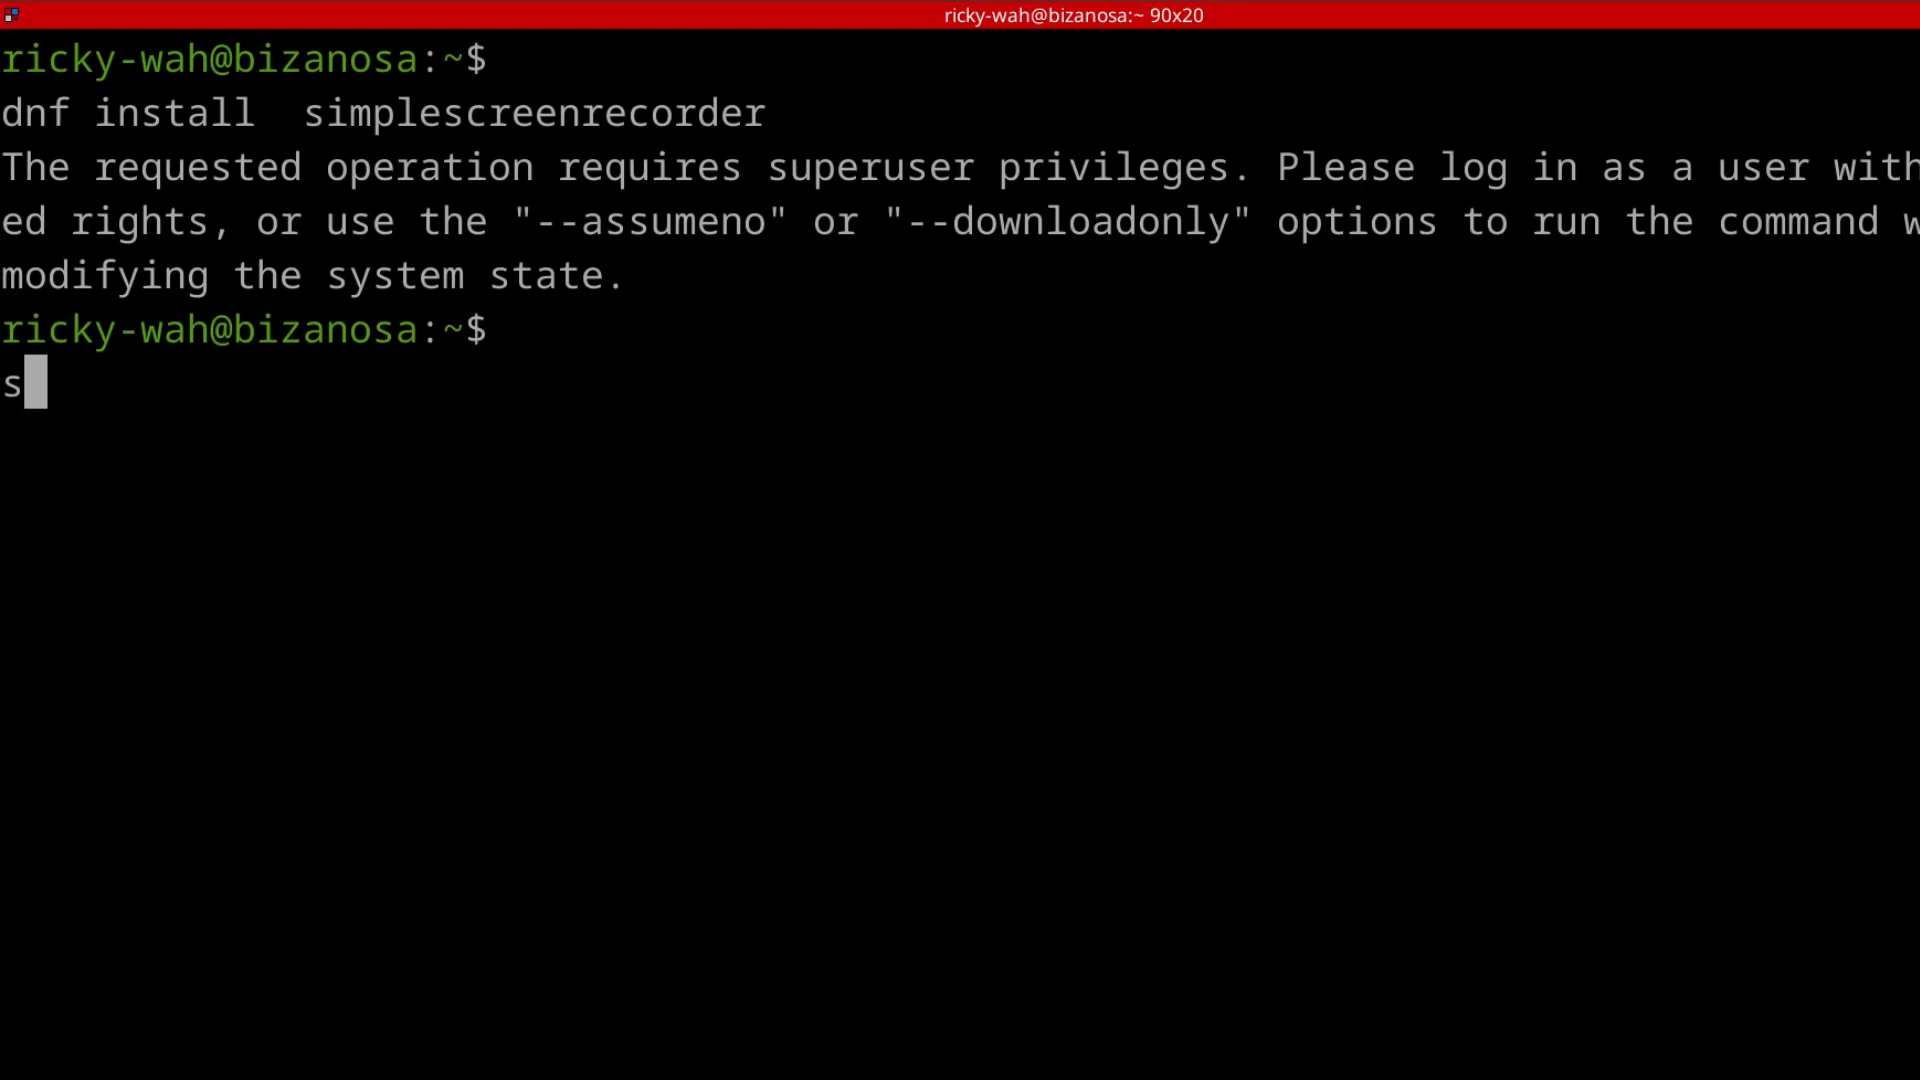 ricky-wah@bizanosa:~ 90x20
ricky-wah@bizanosa:~$
dnf install  simplescreenrecorder
The requested operation requires superuser privileges. Please log in as a user with
ed rights, or use the "--assumeno" or "--downloadonly" options to run the command w
modifying the system state.
ricky-wah@bizanosa:~$
s